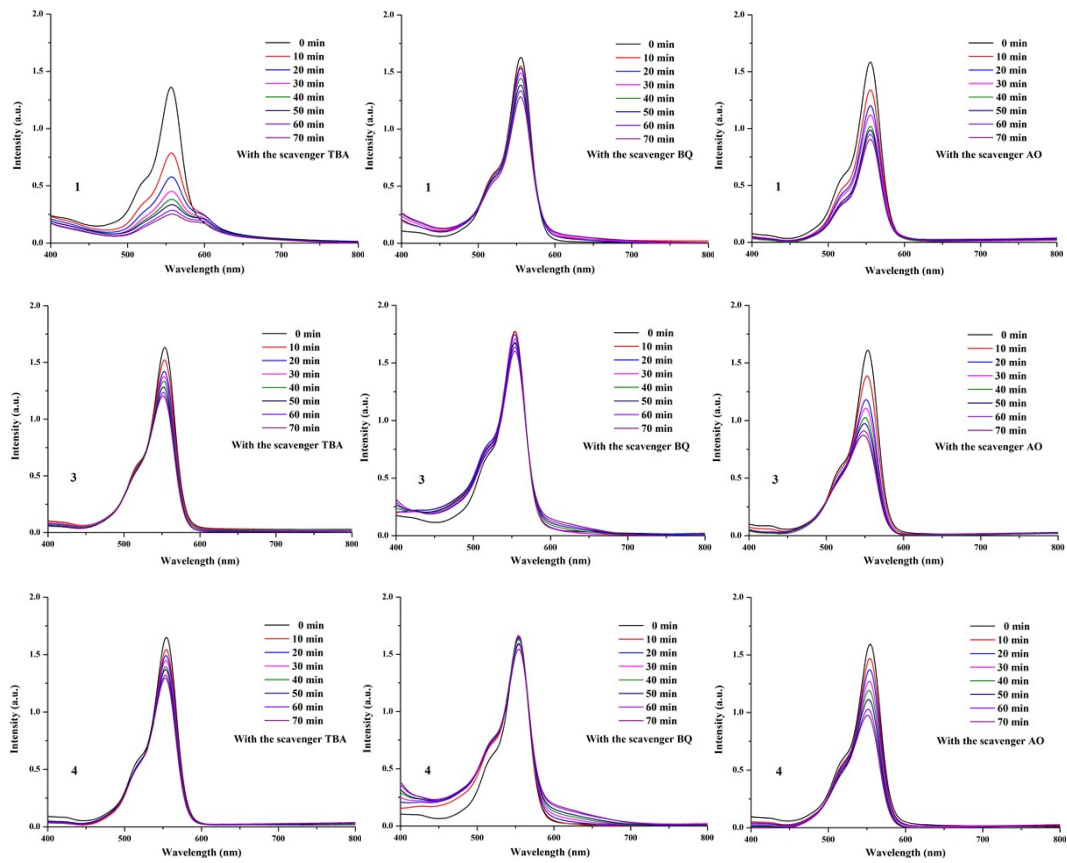 Intensity (a.u.)
2.0
1.5
1.0
0.5
0.0
0 min
10 min
20 min
30 min
40 min
50 min
60 min
70 min
With the scavenger TBA
1
400 500 600 700 800
Wavelength (nm)
Intensity (a.u.)
2.0
1.5
1.0
0.5
0.0
0 min
10 min
20 min
30 min
40 min
50 min
60 min
70 min
With the scavenger BQ
1
400 500 600 700 800
Wavelength (nm)
Intensity (a.u.)
2.0
1.5
1.0
0.5
0.0
0 min
10 min
20 min
30 min
40 min
50 min
60 min
70 min
With the scavenger AO
1
400 500 600 700 800
Wavelength (nm)
Intensity (a.u.)
2.0
1.5
1.0
0.5
0.0
0 min
10 min
20 min
30 min
40 min
50 min
60 min
70 min
With the scavenger TBA
3
400 500 600 700 800
Wavelength (nm)
Intensity (a.u.)
2.0
1.5
1.0
0.5
0.0
0 min
10 min
20 min
30 min
40 min
50 min
60 min
70 min
With the scavenger BQ
3
400 500 600 700 800
Wavelength (nm)
Intensity (a.u.)
2.0
1.5
1.0
0.5
0.0
0 min
10 min
20 min
30 min
40 min
50 min
60 min
70 min
With the scavenger AO
3
400 500 600 700 800
Wavelength (nm)
Intensity (a.u.)
2.0
1.5
1.0
0.5
0.0
0 min
10 min
20 min
30 min
40 min
50 min
60 min
70 min
With the scavenger TBA
4
400 500 600 700 800
Wavelength (nm)
Intensity (a.u.)
2.0
1.5
1.0
0.5
0.0
0 min
10 min
20 min
30 min
40 min
50 min
60 min
70 min
With the scavenger BQ
4
400 500 600 700 800
Wavelength (nm)
Intensity (a.u.)
2.0
1.5
1.0
0.5
0.0
0 min
10 min
20 min
30 min
40 min
50 min
60 min
70 min
With the scavenger AO
4
400 500 600 700 800
Wavelength (nm)